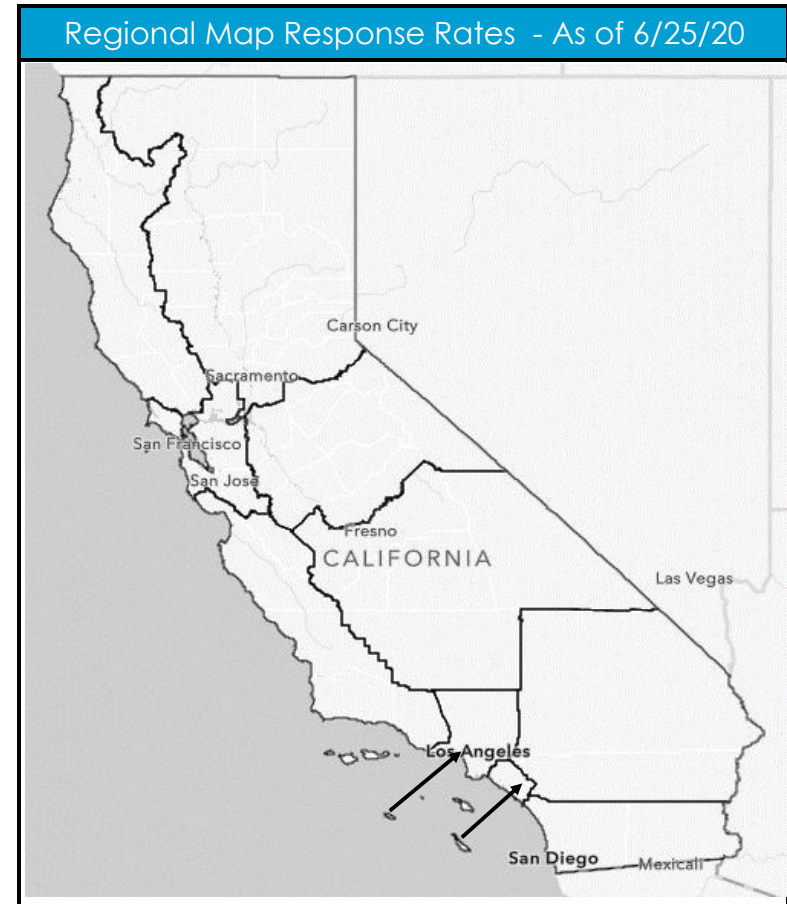 Regional Map Response Rates - As of 6/25/20
Carson City
Sacramento
San Francisco
San Jose
Fresno
CALIFORNIA
Las Vegas
Los Angeles
San Diego
Mexicali